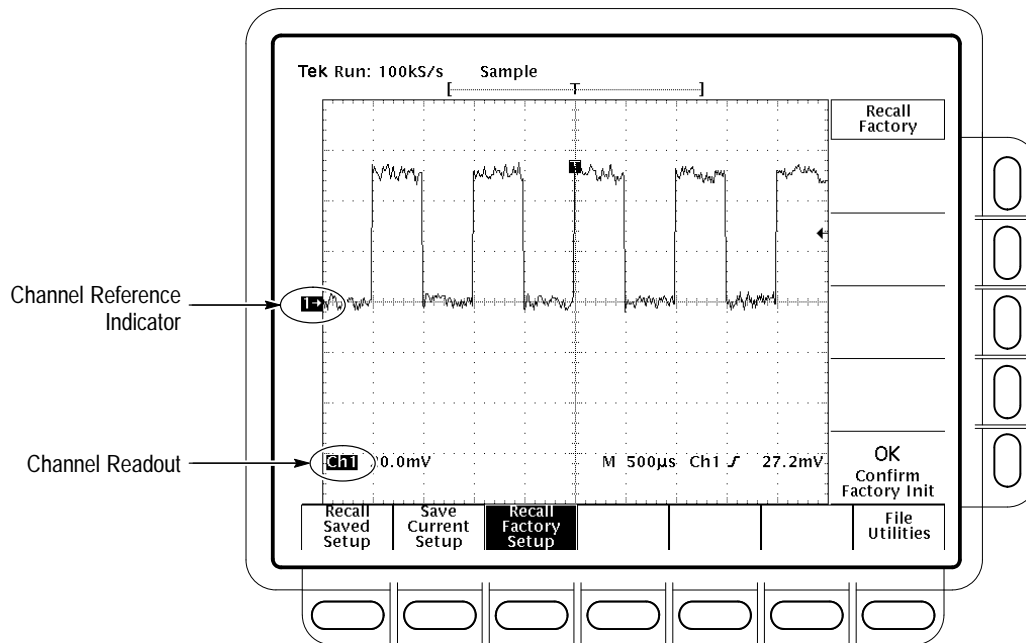 Tek Run: 100kS/s Sample
[ T ]
Recall
Factory
T
Channel Reference
Indicator
1→
Channel Readout
Ch1 .0mV M 500µs Ch1 27.2mV
OK
Confirm
Factory Init
Recall
Saved
Setup
Save
Current
Setup
Recall
Factory
Setup
File
Utilities